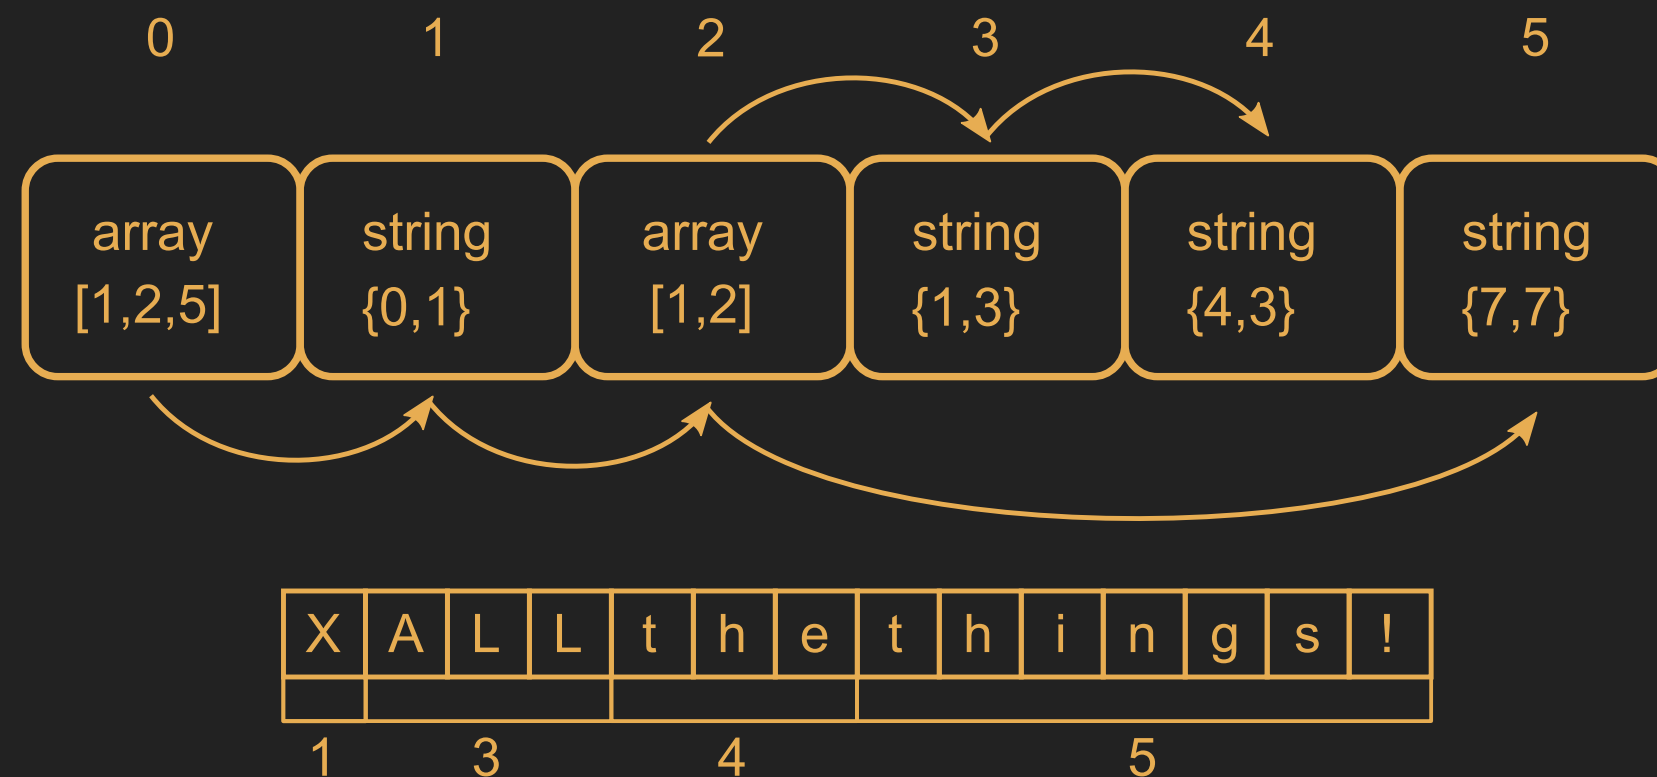 0 1 2 3 4 5
array string array string string string
[1,2,5] {0,1} [1,2] {1,3} {4,3} {7,7}
X A L L t h e t h i n g s !
1 3 4 5